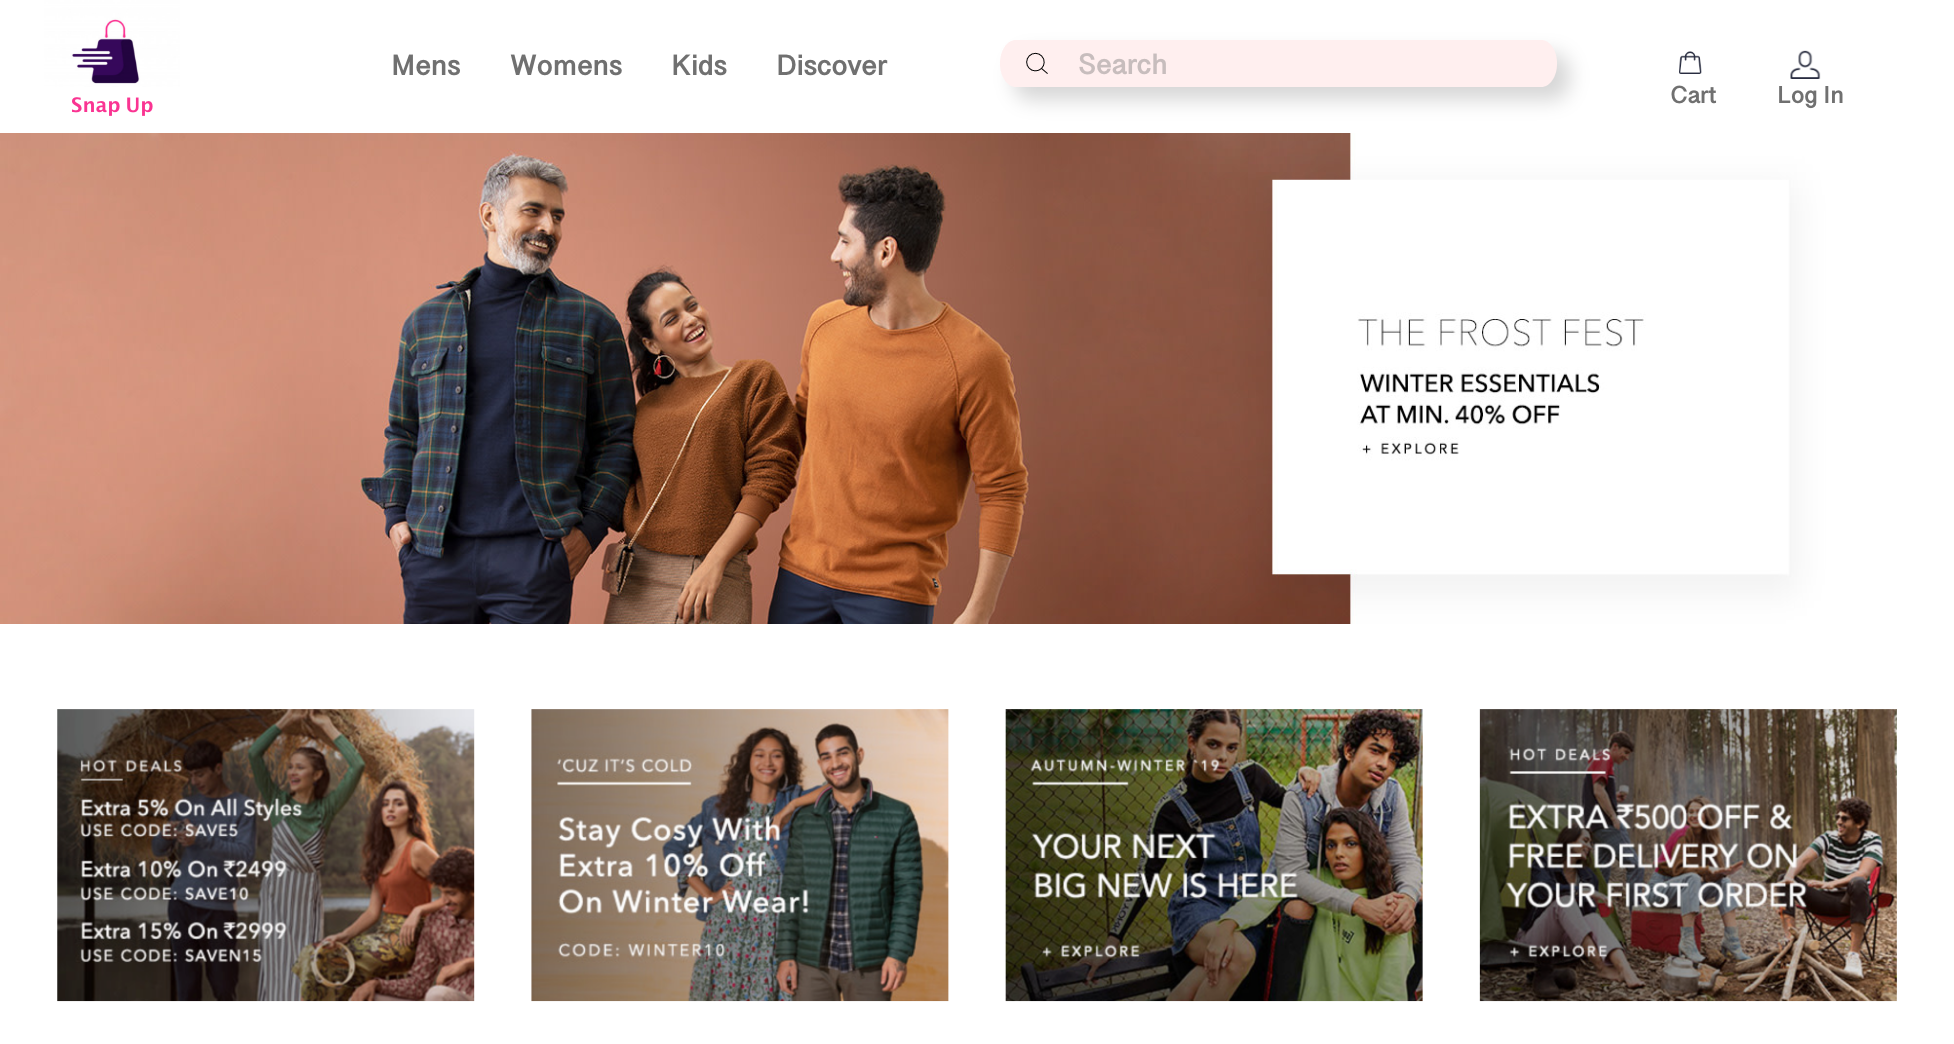 Snap Up
Mens
Womens
Kids
Discover
Search
Cart
Log In
THE FROST FEST
WINTER ESSENTIALS
AT MIN. 40% OFF
+ EXPLORE
HOT DEALS
Extra 5% On All Styles
USE CODE: SAVE5
Extra 10% On ₹2499
USE CODE: SAVE10
Extra 15% On ₹2999
USE CODE: SAVEN15
'CUZ IT'S COLD
Stay Cosy With
Extra 10% Off
On Winter Wear!
CODE: WINTER10
AUTUMN-WINTER '19
YOUR NEXT
BIG NEW IS HERE
+ EXPLORE
HOT DEALS
EXTRA ₹500 OFF &
FREE DELIVERY ON
YOUR FIRST ORDER
+ EXPLORE